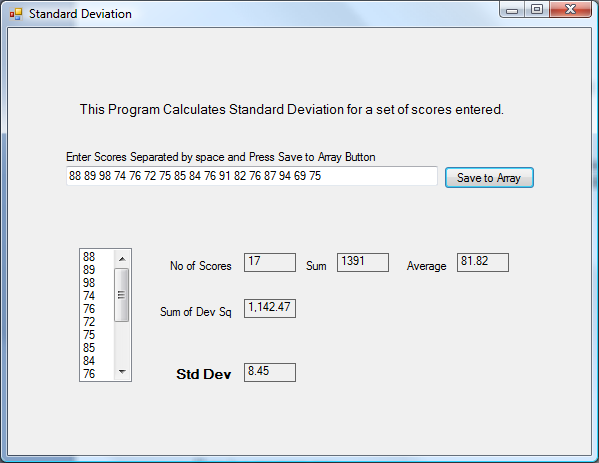 Standard Deviation
This Program Calculates Standard Deviation for a set of scores entered.
Enter Scores Separated by space and Press Save to Array Button
88 89 98 74 76 72 75 85 84 76 91 82 76 87 94 69 75
Save to Array
88
89
98
74
76
72
75
85
84
76
No of Scores 17 Sum 1391 Average 81.82
Sum of Dev Sq 1,142.47
Std Dev 8.45